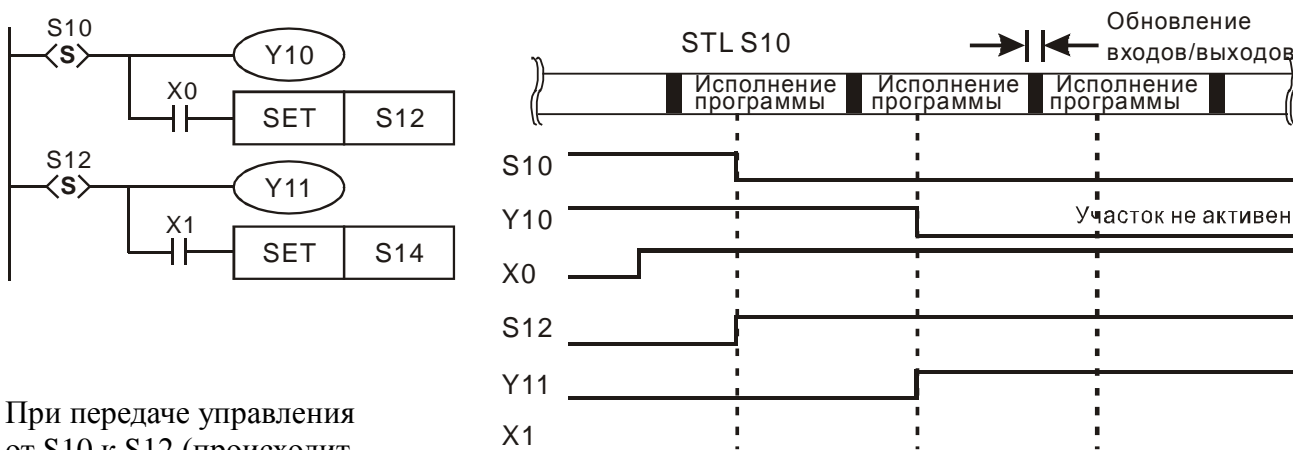 S10
S
Y10
X0
SET S12
S12
S
Y11
X1
SET S14
При передаче управления
от S10 к S12 (происходит
STL S10
Обновление
входов/выходов
Исполнение программы
Исполнение программы
Исполнение программы
S10
Y10
Участок не активен
X0
S12
Y11
X1